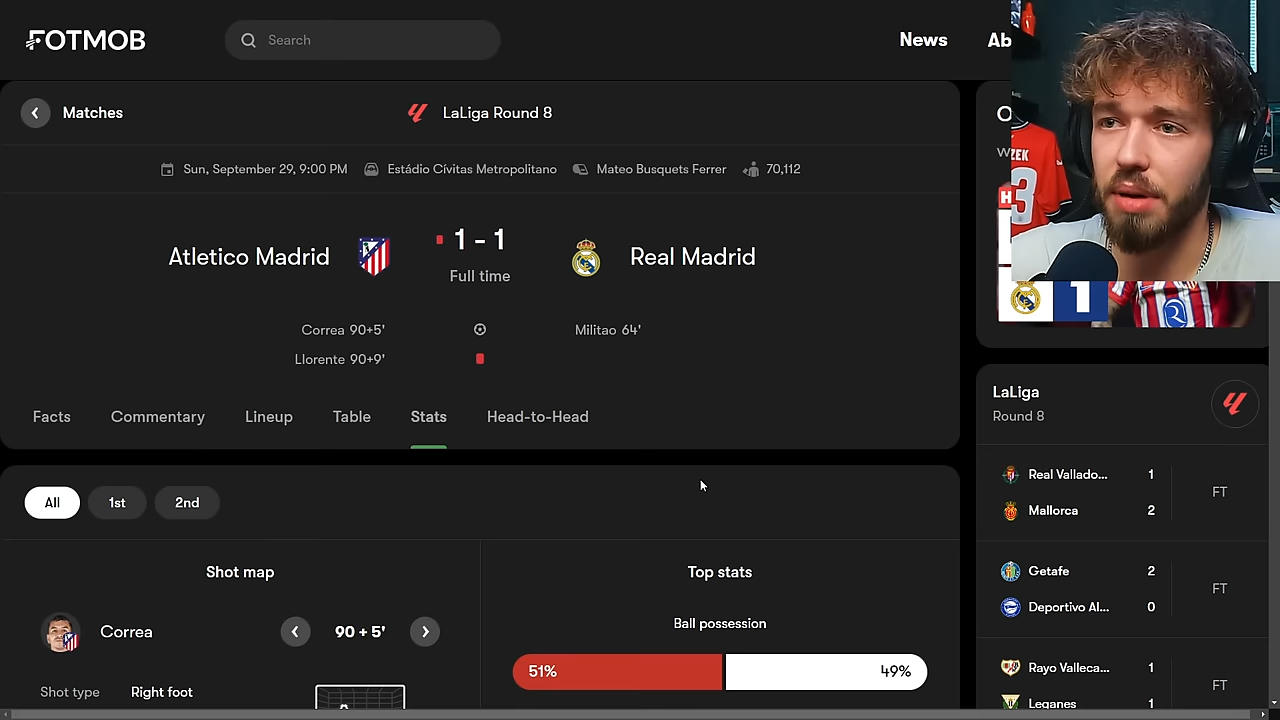 FOTMOB
Search
News
Ab
Matches
LaLiga Round 8
Sun, September 29, 9:00 PM
Estádio Cívitas Metropolitano
Mateo Busquets Ferrer
70,112
Atletico Madrid
1 - 1
Real Madrid
Full time
Correa 90+5'
Militao 64'
Llorente 90+9'
Facts
Commentary
Lineup
Table
Stats
Head-to-Head
All
1st
2nd
Shot map
Correa
90 + 5'
Shot type
Right foot
Top stats
Ball possession
51%
49%
ZEK
3
H
1
LaLiga
Round 8
Real Vallado... 1
FT
Mallorca 2
Getafe 2
FT
Deportivo Al... 0
Rayo Valleca... 1
FT
Leganes 1